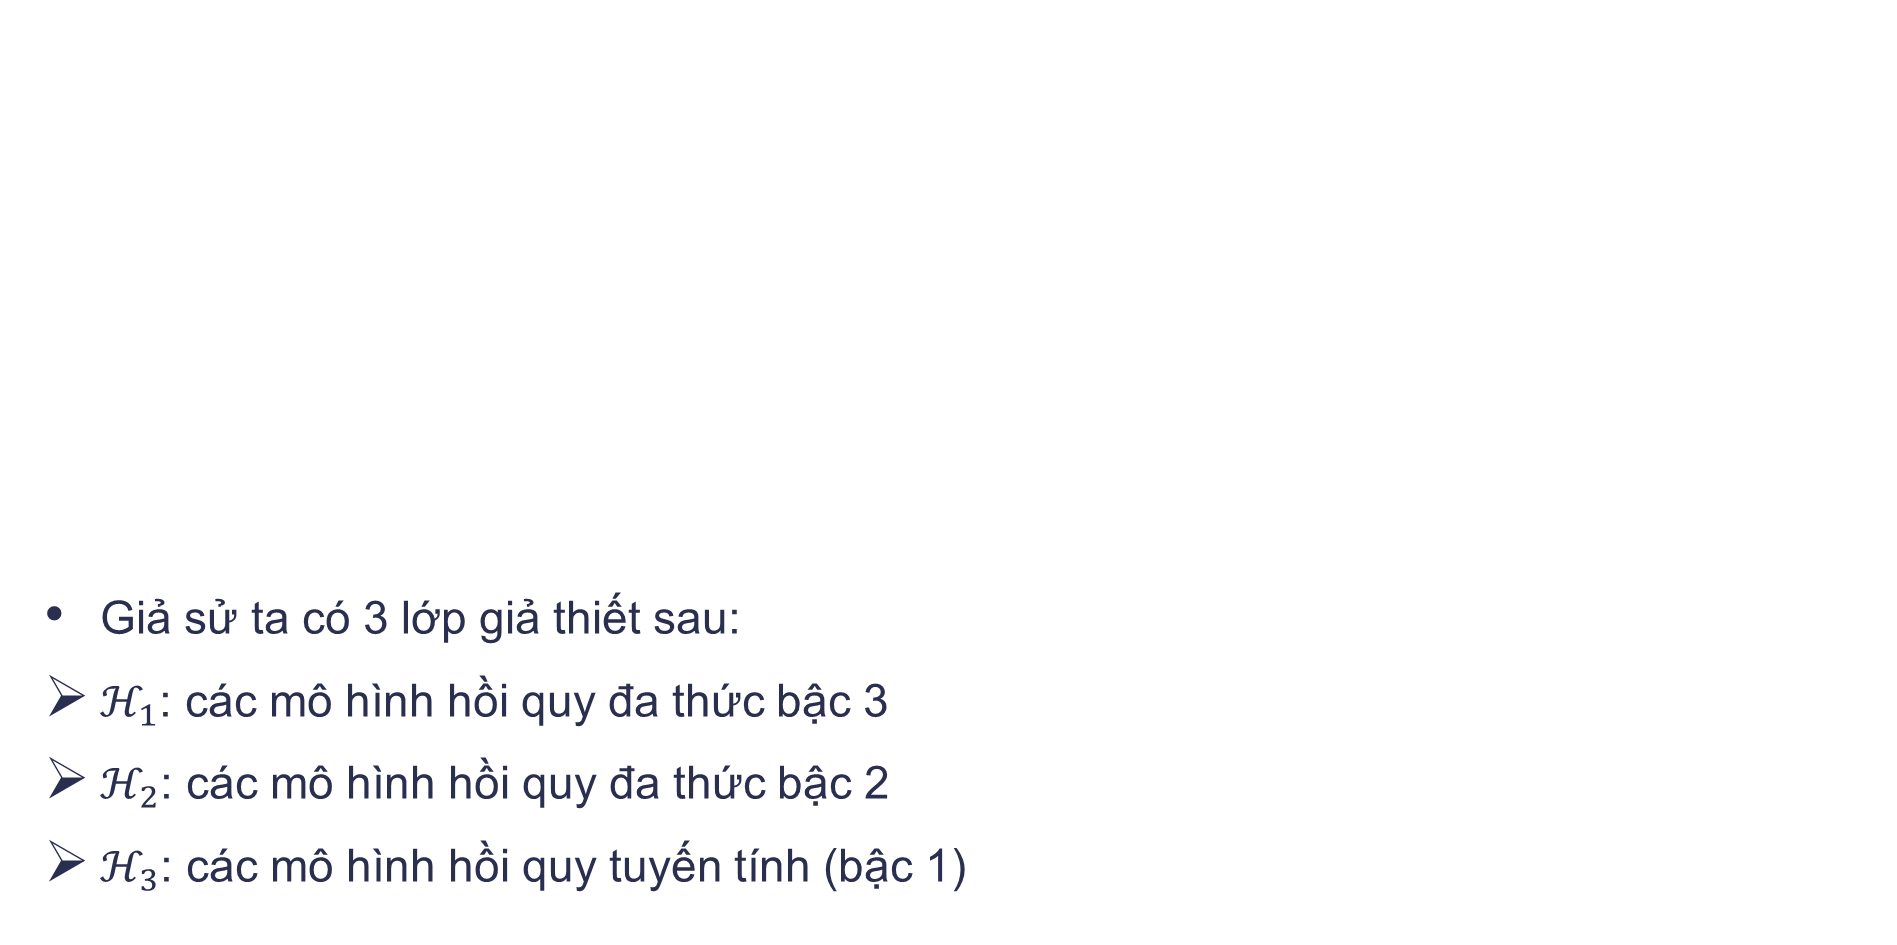 • Giả sử ta có 3 lớp giả thiết sau:
➢ ℋ₁: các mô hình hồi quy đa thức bậc 3
➢ ℋ₂: các mô hình hồi quy đa thức bậc 2
➢ ℋ₃: các mô hình hồi quy tuyến tính (bậc 1)